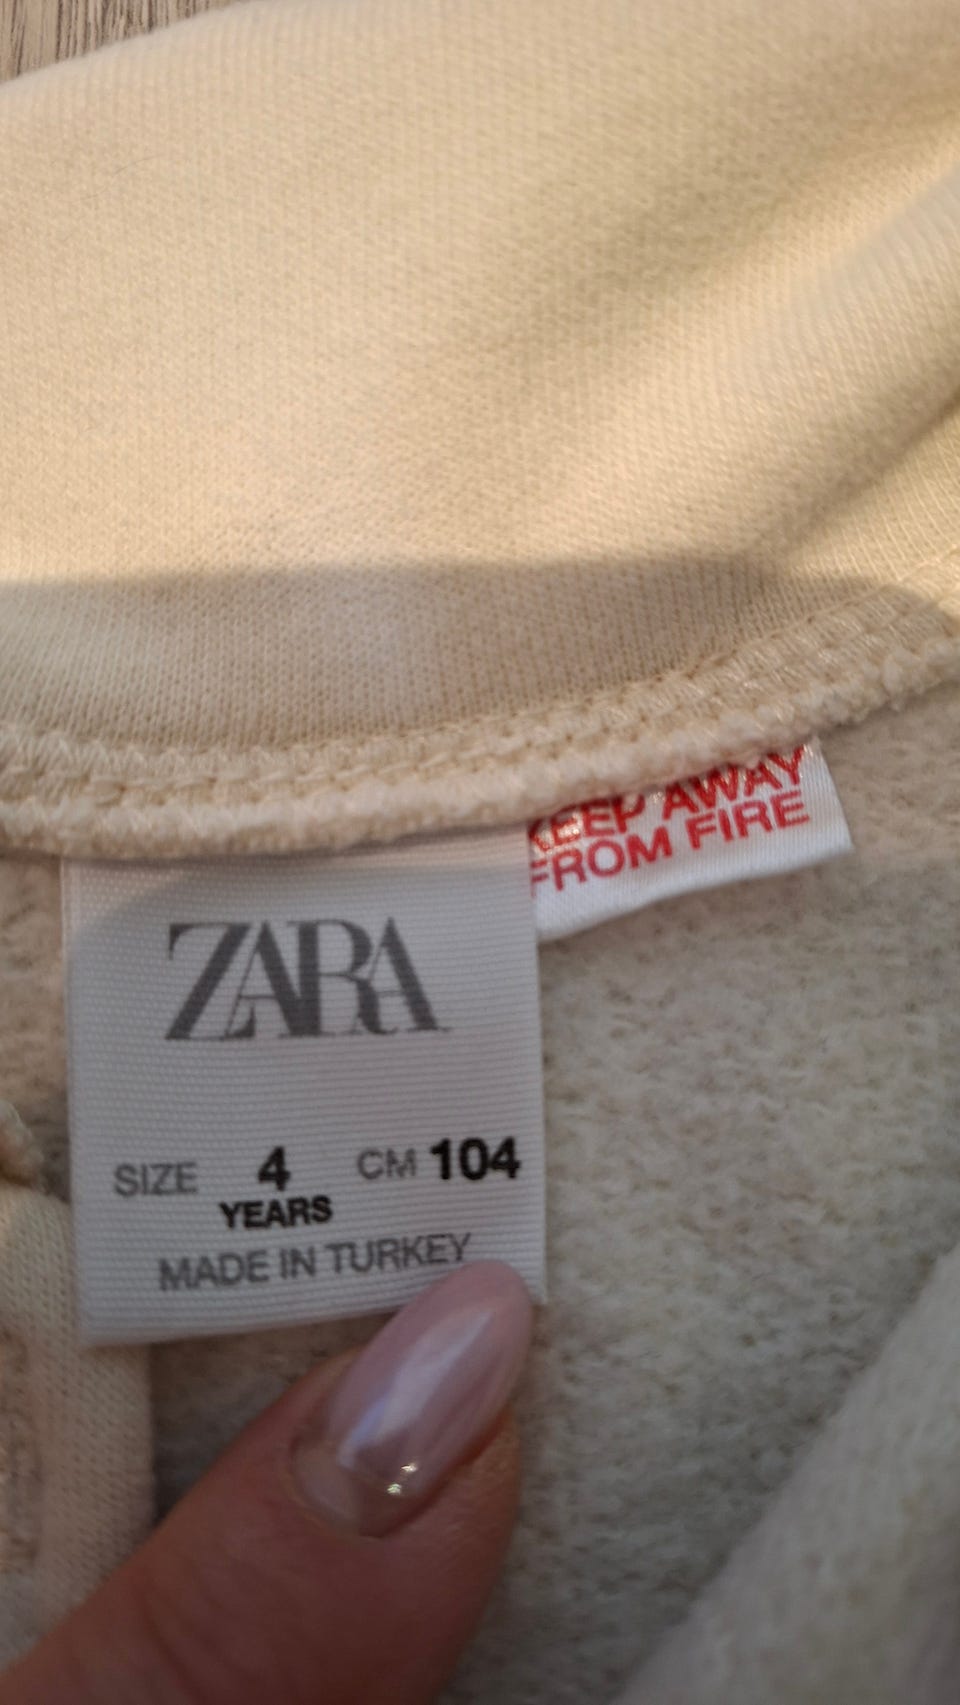 KEEP AWAY
FROM FIRE
ZARA
SIZE 4 CM 104
YEARS
MADE IN TURKEY